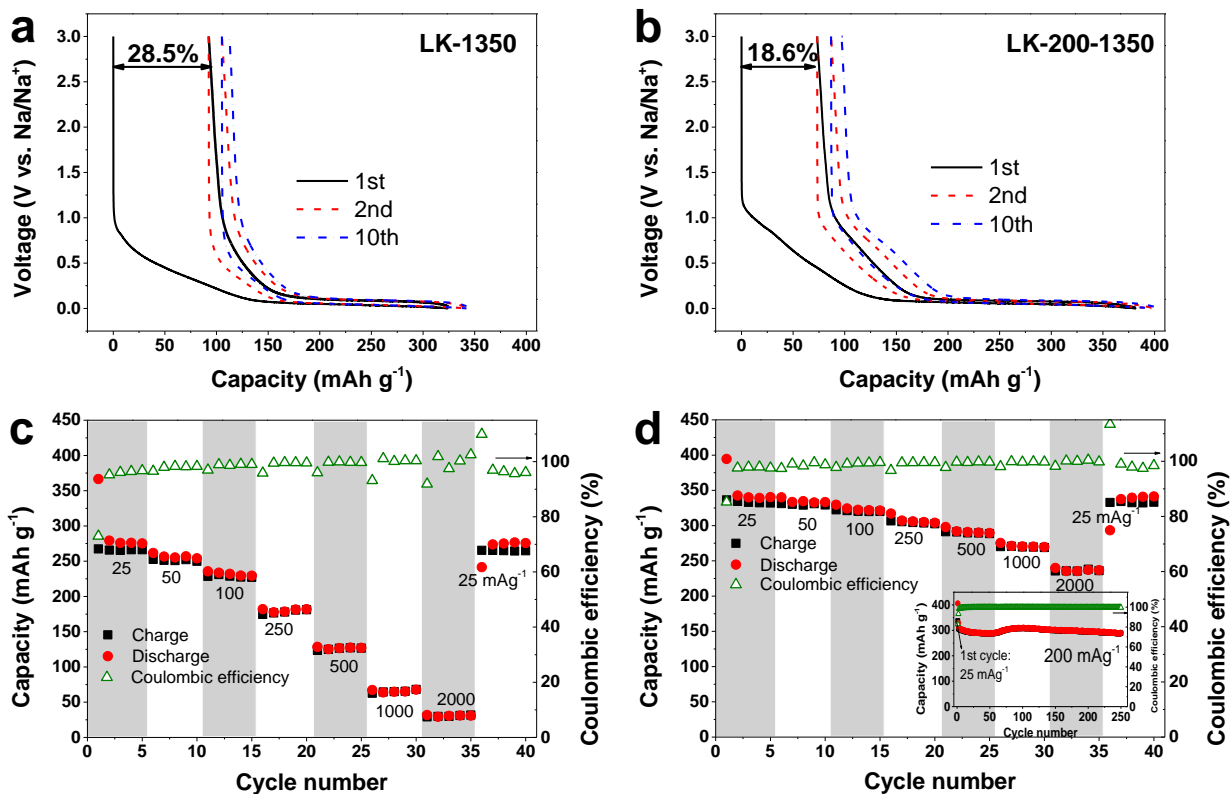 a
LK-1350
28.5%
3.0
2.5
2.0
1.5
1.0
0.5
0.0
Voltage (V vs. Na/Na⁺)
1st
2nd
10th
0 50 100 150 200 250 300 350 400
Capacity (mAh g⁻¹)
b
LK-200-1350
18.6%
3.0
2.5
2.0
1.5
1.0
0.5
0.0
Voltage (V vs. Na/Na⁺)
1st
2nd
10th
0 50 100 150 200 250 300 350 400
Capacity (mAh g⁻¹)
c
450
400
350
300
250
200
150
100
50
0
Capacity (mAh g⁻¹)
25
50
100
250
500
1000
2000
25 mAg⁻¹
Charge
Discharge
Coulombic efficiency
100
80
60
40
20
0
Coulombic efficiency (%)
0 5 10 15 20 25 30 35 40
Cycle number
d
450
400
350
300
250
200
150
100
50
0
Capacity (mAh g⁻¹)
25
50
100
250
500
1000
2000
25 mAg⁻¹
Charge
Discharge
Coulombic efficiency
100
80
60
40
20
0
Coulombic efficiency (%)
400
300
200
100
0
Capacity (mAh g⁻¹)
1st cycle:
25 mAg⁻¹
200 mAg⁻¹
100
80
60
40
20
0
Coulombic efficiency (%)
0 50 100 150 200 250
Cycle number
0 5 10 15 20 25 30 35 40
Cycle number